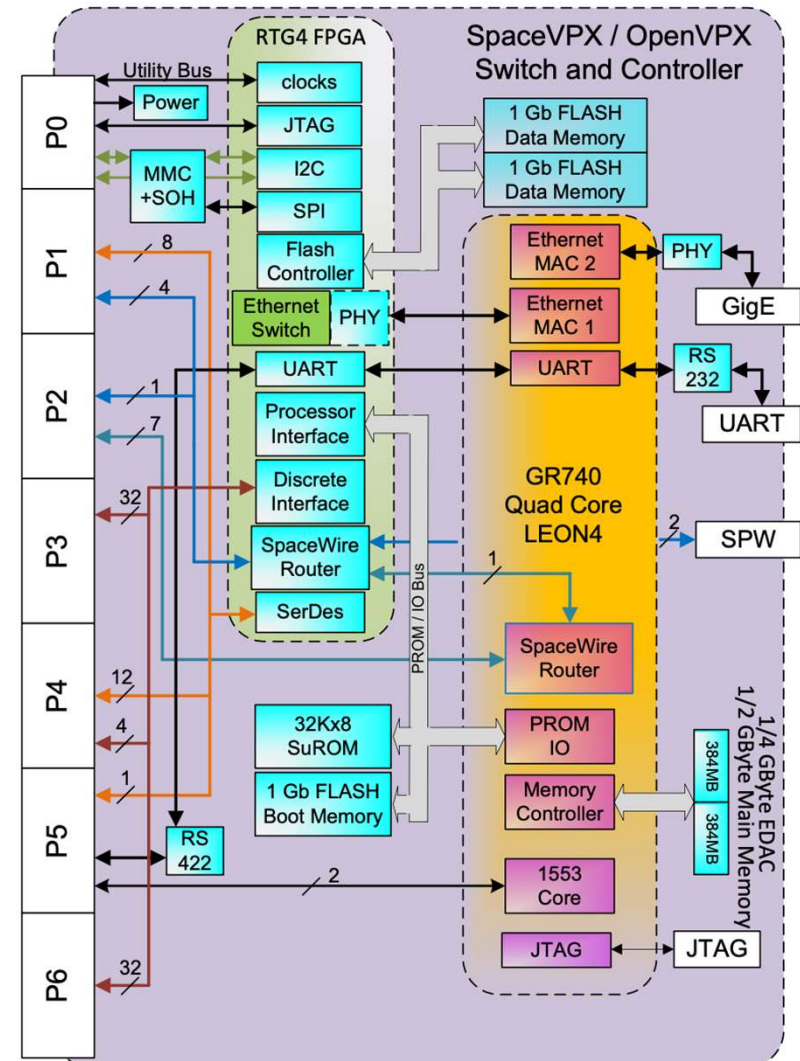 SpaceVPX / OpenVPX
Switch and Controller
RTG4 FPGA
Utility Bus
P0
P1
P2
P3
P4
P5
P6
Power
MMC
+SOH
clocks
JTAG
I2C
SPI
Flash
Controller
Ethernet
Switch
PHY
UART
Processor
Interface
Discrete
Interface
SpaceWire
Router
SerDes
8
4
1
7
32
12
4
1
32
2
RS
422
1 Gb FLASH
Data Memory
1 Gb FLASH
Data Memory
PROM / IO Bus
32Kx8
SuROM
1 Gb FLASH
Boot Memory
Ethernet
MAC 2
Ethernet
MAC 1
UART
GR740
Quad Core
LEON4
1
SpaceWire
Router
PROM
IO
Memory
Controller
1553
Core
JTAG
PHY
GigE
RS
232
UART
2
SPW
384MB
384MB
1/4 GByte EDAC
1/2 GByte Main Memory
JTAG